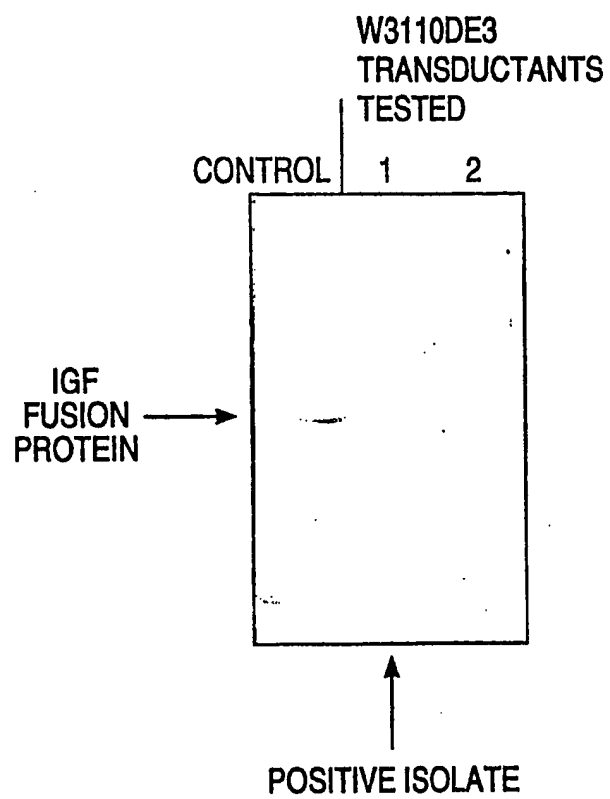 W3110DE3
TRANSDUCTANTS
TESTED
CONTROL 1 2
IGF
FUSION
PROTEIN
POSITIVE ISOLATE